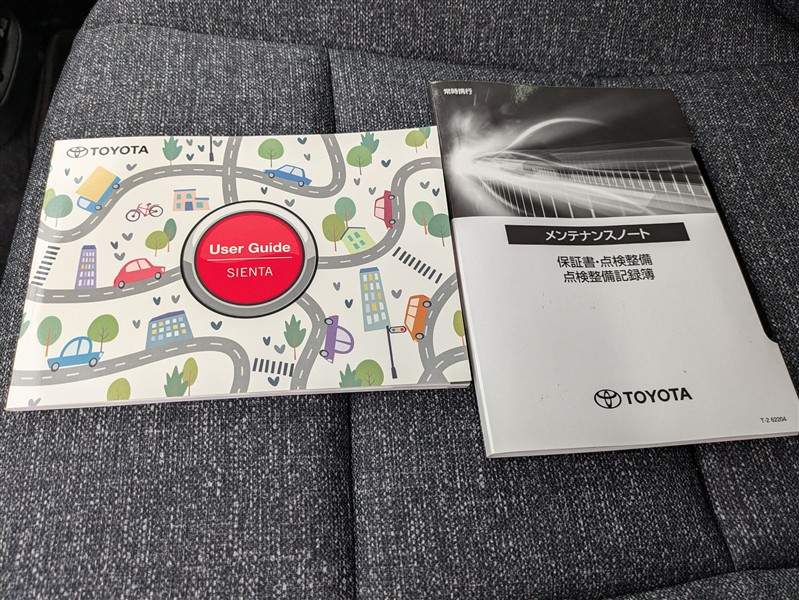 TOYOTA
User Guide
SIENTA
常時携行
メンテナンスノート
保証書・点検整備
点検整備記録簿
TOYOTA
T-2 62204